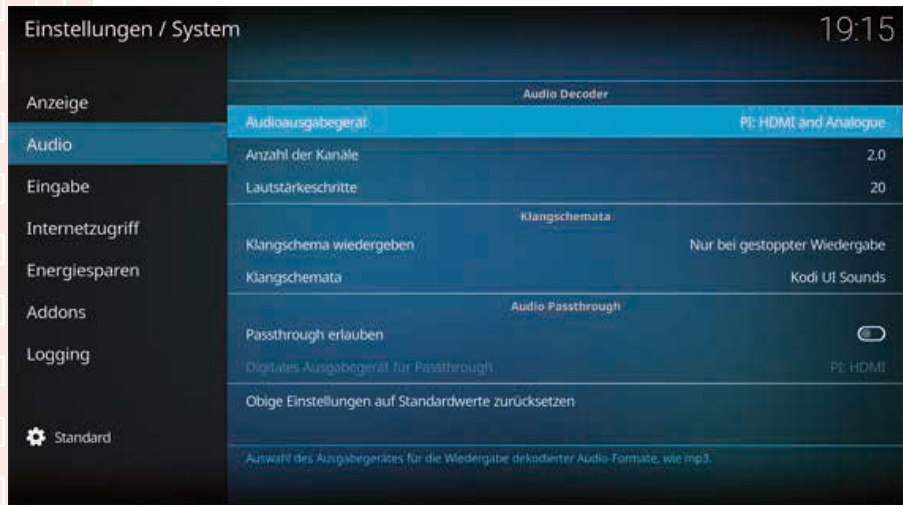 Einstellungen / System
19:15
Anzeige
Audio
Eingabe
Internetzugriff
Energiesparen
Addons
Logging
Standard
Audio Decoder
Audioausgabegerät PI: HDMI and Analogue
Anzahl der Kanäle 2.0
Lautstärkeschritte 20
Klangschemata
Klangschema wiedergeben Nur bei gestoppter Wiedergabe
Klangschemata Kodi UI Sounds
Audio Passthrough
Passthrough erlauben
Digitales Ausgabegerät für Passthrough PI: HDMI
Obige Einstellungen auf Standardwerte zurücksetzen
Auswahl des Ausgabegerätes für die Wiedergabe dekodierter Audio-Formate, wie mp3.